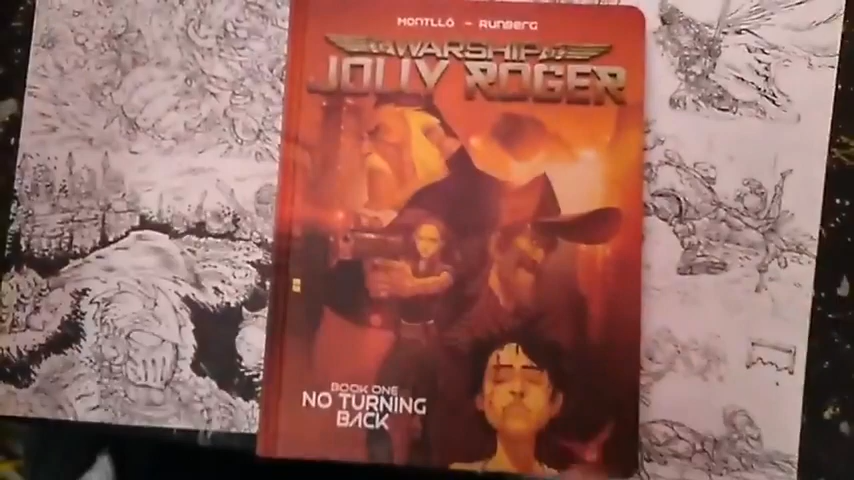 MONTLLÓ - RUNBERG
WARSHIP
JOLLY ROGER
BOOK ONE
NO TURNING
BACK